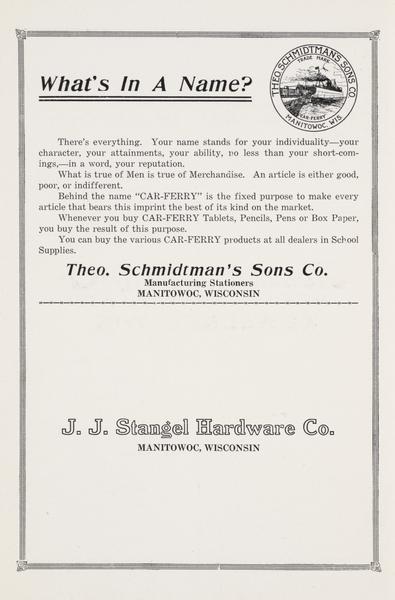 What's In A Name?
THEO. SCHMIDTMAN'S SONS CO.
TRADE MARK
CAR-FERRY
MANITOWOC, WIS.
There's everything. Your name stands for your individuality—your
character, your attainments, your ability, no less than your short-com-
ings,—in a word, your reputation.
What is true of Men is true of Merchandise. An article is either good,
poor, or indifferent.
Behind the name "CAR-FERRY" is the fixed purpose to make every
article that bears this imprint the best of its kind on the market.
Whenever you buy CAR-FERRY Tablets, Pencils, Pens or Box Paper,
you buy the result of this purpose.
You can buy the various CAR-FERRY products at all dealers in School
Supplies.
Theo. Schmidtman's Sons Co.
Manufacturing Stationers
MANITOWOC, WISCONSIN
J. J. Stangel Hardware Co.
MANITOWOC, WISCONSIN